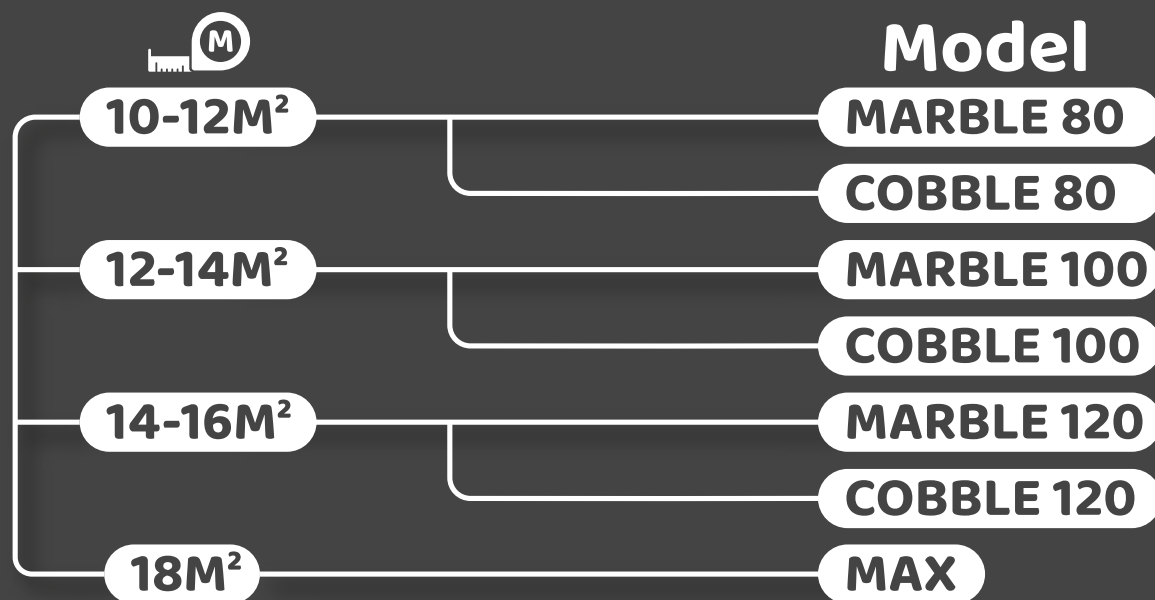 M
Model
10-12M² MARBLE 80
COBBLE 80
12-14M² MARBLE 100
COBBLE 100
14-16M² MARBLE 120
COBBLE 120
18M² MAX